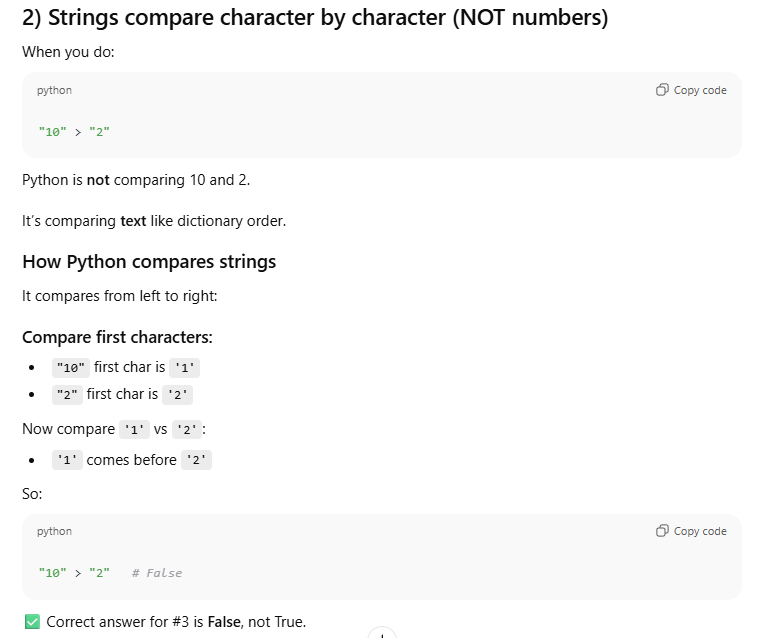 2) Strings compare character by character (NOT numbers)
When you do:
python
Copy code
"10" > "2"
Python is not comparing 10 and 2.
It's comparing text like dictionary order.
How Python compares strings
It compares from left to right:
Compare first characters:
• "10" first char is '1'
• "2" first char is '2'
Now compare '1' vs '2':
• '1' comes before '2'
So:
python
Copy code
"10" > "2"   # False
✅ Correct answer for #3 is False, not True.